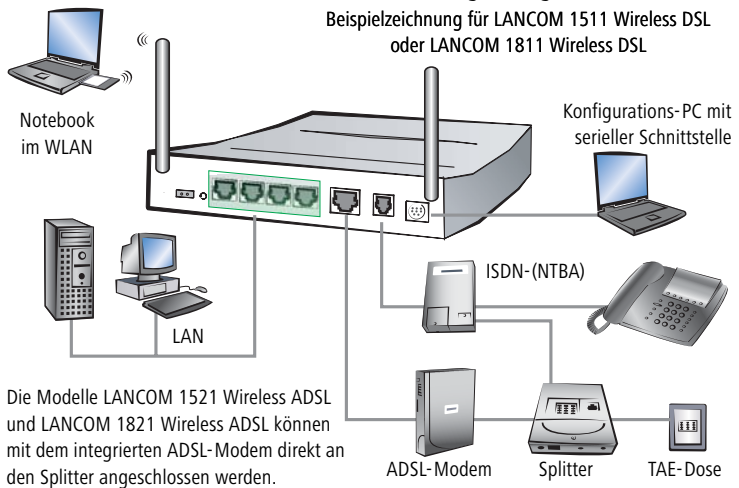 Beispielzeichnung für LANCOM 1511 Wireless DSL
oder LANCOM 1811 Wireless DSL
Notebook
im WLAN
Konfigurations-PC mit
serieller Schnittstelle
ISDN-(NTBA)
LAN
Die Modelle LANCOM 1521 Wireless ADSL
und LANCOM 1821 Wireless ADSL können
mit dem integrierten ADSL-Modem direkt an
den Splitter angeschlossen werden.
ADSL-Modem
Splitter
TAE-Dose